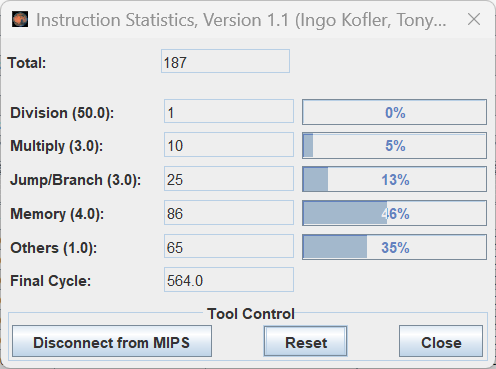 Instruction Statistics, Version 1.1 (Ingo Kofler, Tony...
Total: 187
Division (50.0): 1 0%
Multiply (3.0): 10 5%
Jump/Branch (3.0): 25 13%
Memory (4.0): 86 46%
Others (1.0): 65 35%
Final Cycle: 564.0
Tool Control
Disconnect from MIPS Reset Close